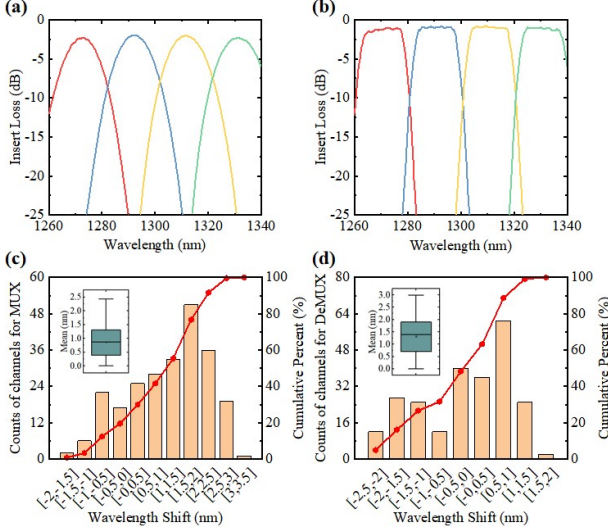 (a)
0
-5
-10
-15
-20
-25
Insert Loss (dB)
1260 1280 1300 1320 1340
Wavelength (nm)
(b)
0
-5
-10
-15
-20
-25
Insert Loss (dB)
1260 1280 1300 1320 1340
Wavelength (nm)
(c)
60
48
36
24
12
0
Counts of channels for MUX
2.5
2.0
1.5
1.0
0.5
0.0
Mean (nm)
100
80
60
40
20
0
Cumulative Percent (%)
[-2,-1.5] [-1.5,-1] [-1,-0.5] [-0.5,0] [-0,0.5] [0.5,1] [1,1.5] [1.5,2] [2,2.5] [2.5,3] [3,3.5]
Wavelength Shift (nm)
(d)
80
64
48
32
16
0
Counts of channels for DeMUX
3.0
2.5
2.0
1.5
1.0
0.5
0.0
Mean (nm)
100
80
60
40
20
0
Cumulative Percent (%)
[-2.5,-2] [-2,-1.5] [-1.5,-1] [-1,-0.5] [-0.5,0] [-0,0.5] [0.5,1] [1,1.5] [1.5,2]
Wavelength Shift (nm)